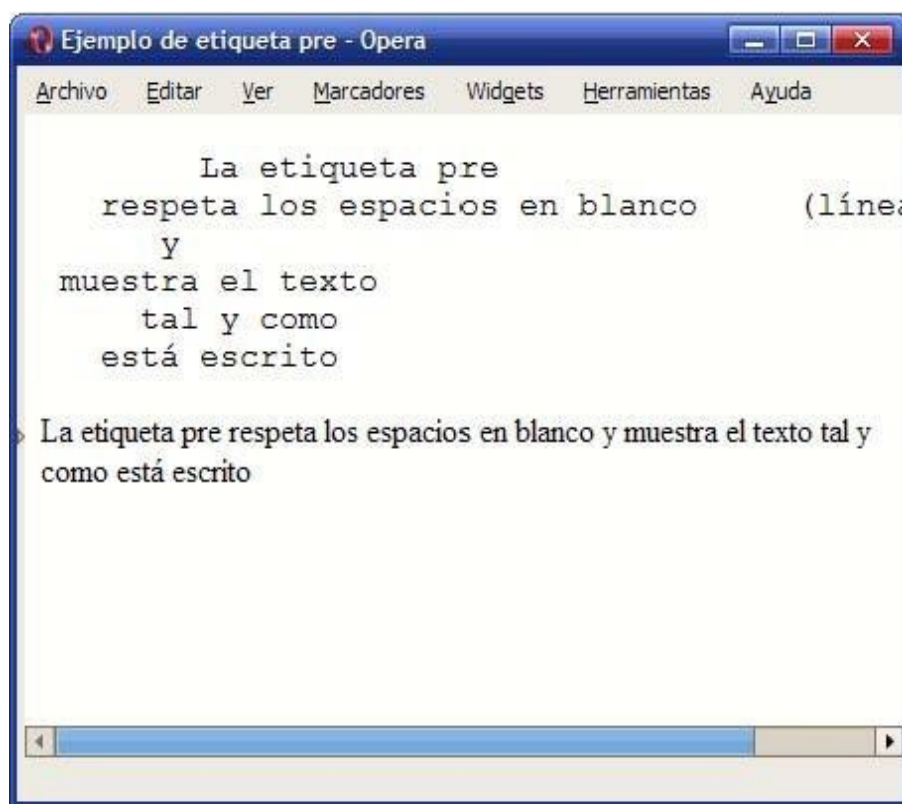 Ejemplo de etiqueta pre - Opera
Archivo Editar Ver Marcadores Widgets Herramientas Ayuda
La etiqueta pre
respeta los espacios en blanco (línea
y
muestra el texto
tal y como
está escrito
La etiqueta pre respeta los espacios en blanco y muestra el texto tal y
como está escrito